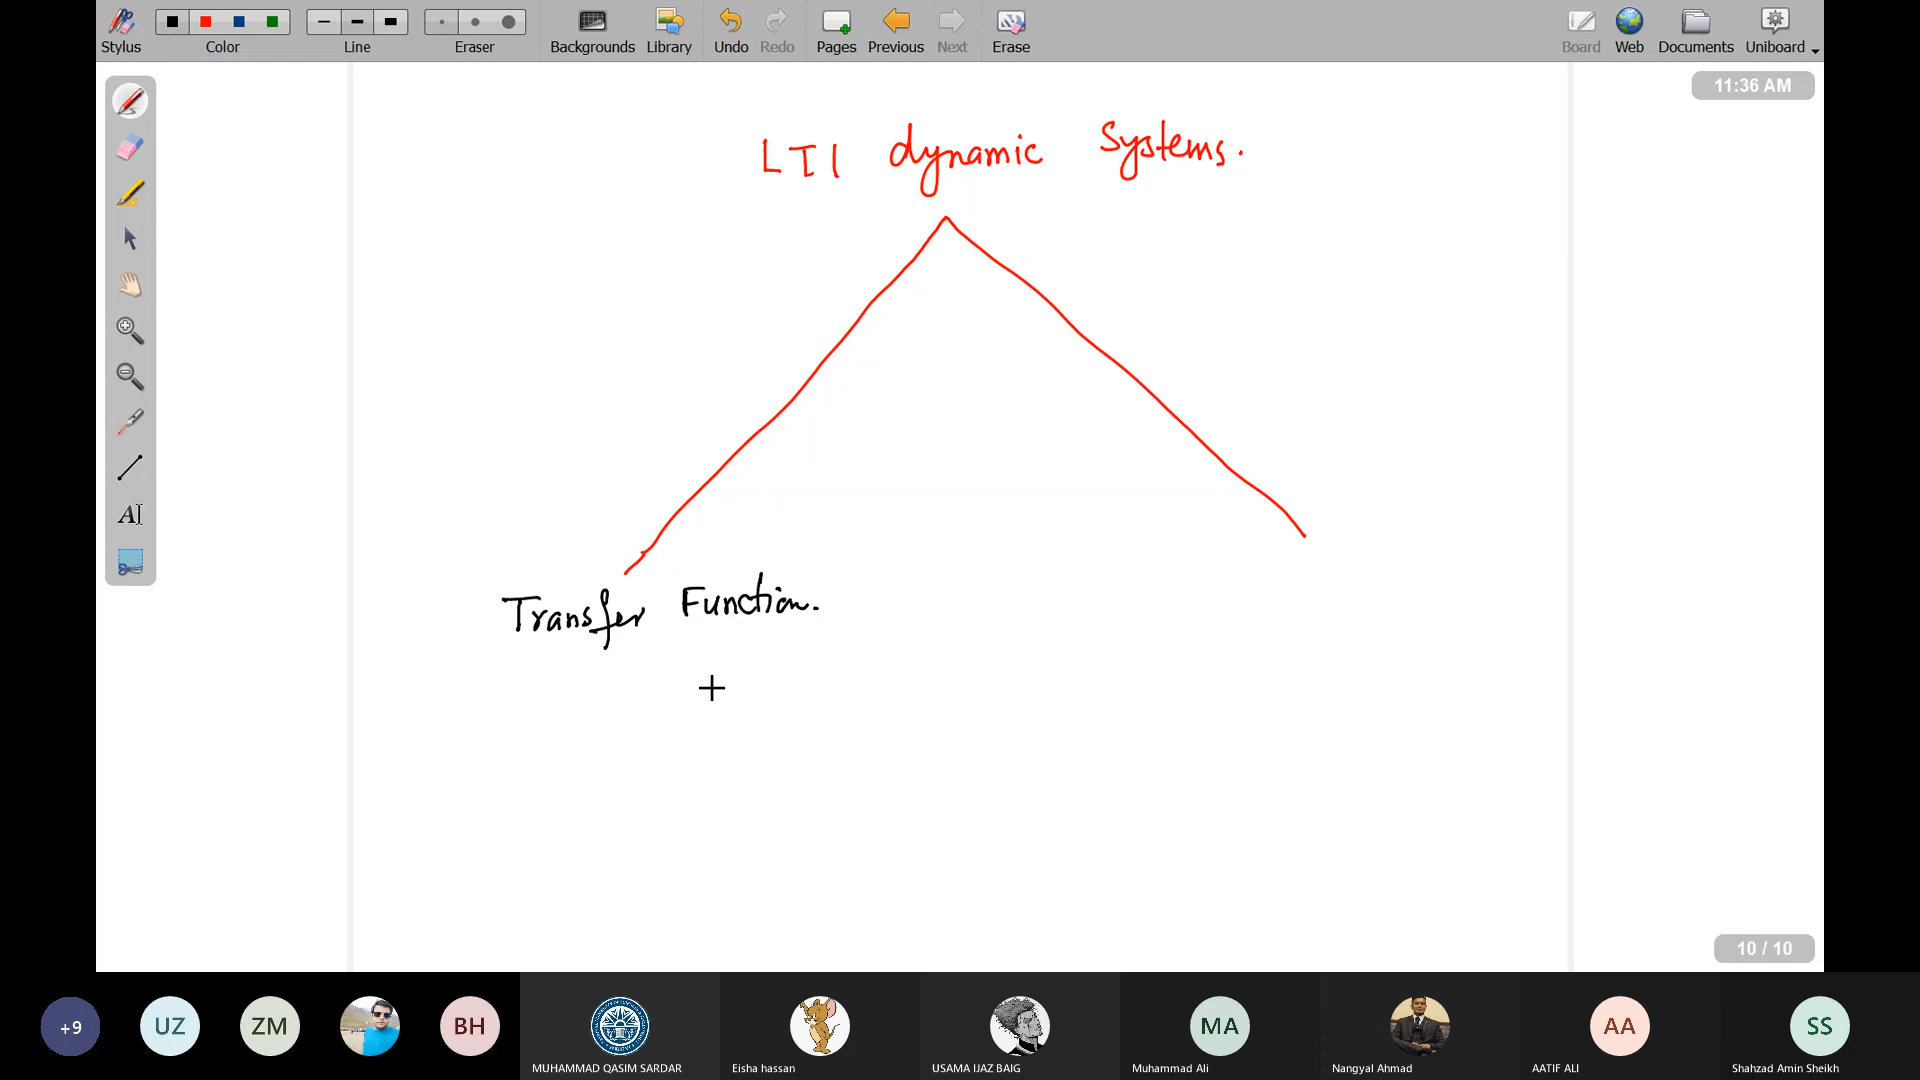 Stylus Color Line Eraser Backgrounds Library Undo Redo Pages Previous Next Erase Board Web Documents Uniboard
11:36 AM
LTI dynamic Systems.
AI
Transfer Function.
10 / 10
+9 UZ ZM BH MA AA SS
MUHAMMAD QASIM SARDAR Eisha hassan USAMA IJAZ BAIG Muhammad Ali Nangyal Ahmad AATIF ALI Shahzad Amin Sheikh